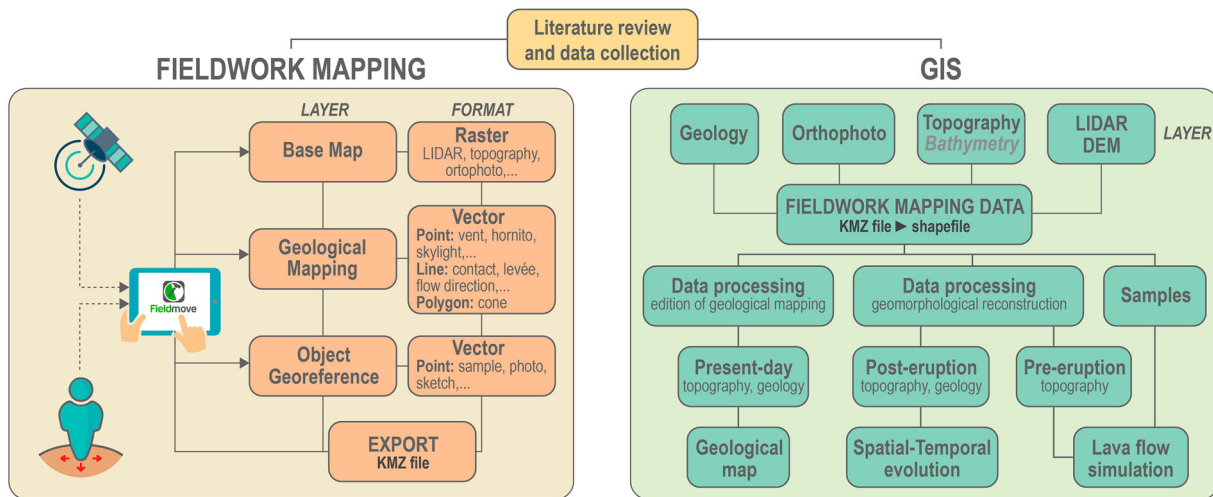 Literature review
and data collection
FIELDWORK MAPPING
LAYER
FORMAT
Base Map
Raster
LIDAR, topography,
ortophoto,...
Geological
Mapping
Vector
Point: vent, hornito,
skylight,...
Line: contact, levée,
flow direction,...
Polygon: cone
Fieldmove
Object
Georeference
Vector
Point: sample, photo,
sketch,...
EXPORT
KMZ file
GIS
Geology
Orthophoto
Topography
Bathymetry
LIDAR
DEM
LAYER
FIELDWORK MAPPING DATA
KMZ file ► shapefile
Data processing
edition of geological mapping
Data processing
geomorphological reconstruction
Samples
Present-day
topography, geology
Post-eruption
topography, geology
Pre-eruption
topography
Geological
map
Spatial-Temporal
evolution
Lava flow
simulation